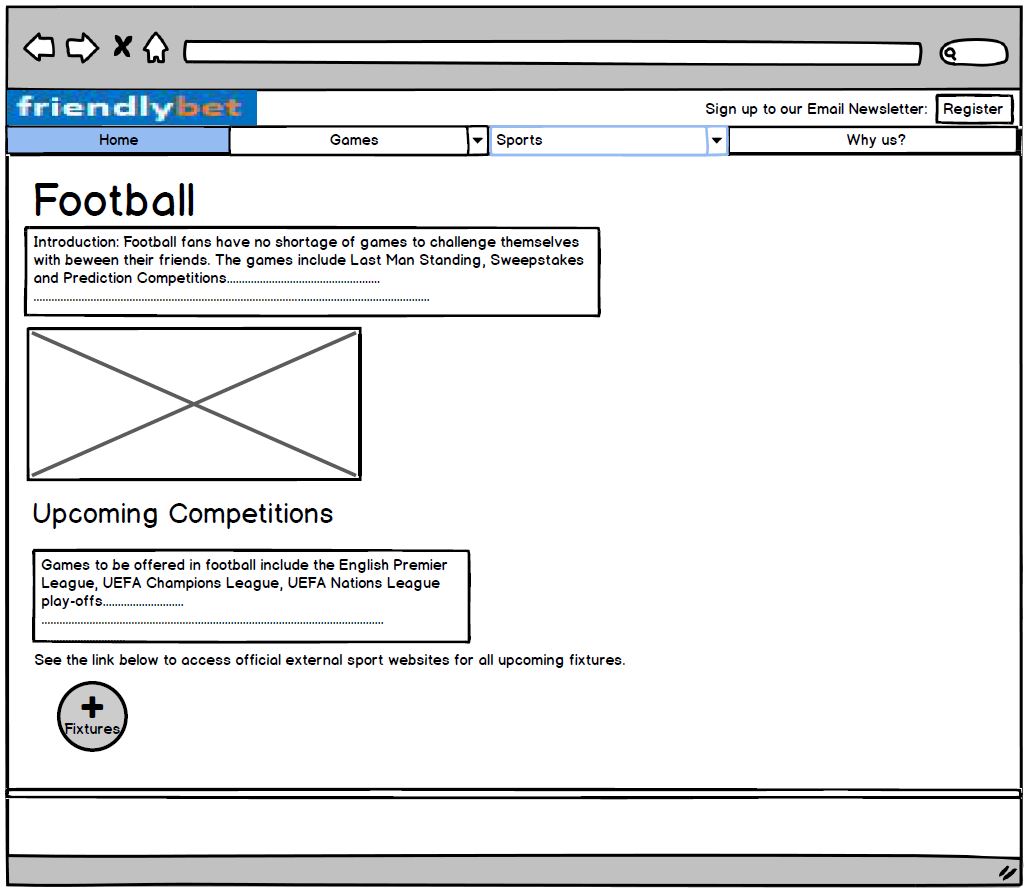 friendlybet
Sign up to our Email Newsletter: Register
Home Games Sports Why us?
Football
Introduction: Football fans have no shortage of games to challenge themselves
with beween their friends. The games include Last Man Standing, Sweepstakes
and Prediction Competitions...................................................
....................................................................................................................................
Upcoming Competitions
Games to be offered in football include the English Premier
League, UEFA Champions League, UEFA Nations League
play-offs...........................
..................................................................................................................
See the link below to access official external sport websites for all upcoming fixtures.
Fixtures